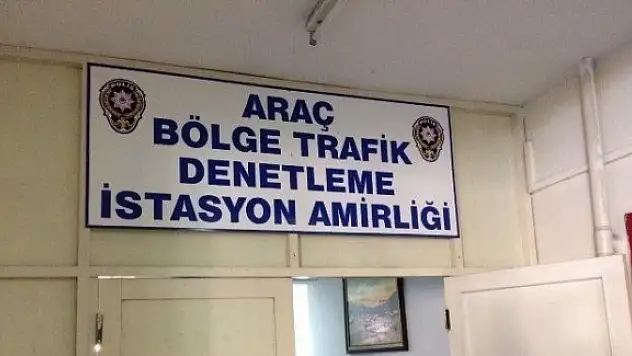 ARAÇ
BÖLGE TRAFİK
DENETLEME
İSTASYON AMİRLİĞİ